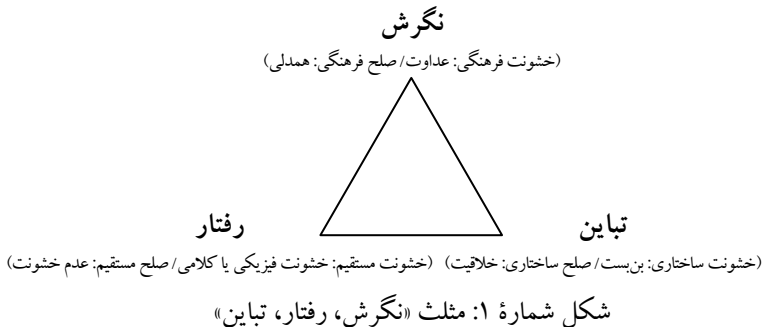 نگرش
(خشونت فرهنگی: عداوت/ صلح فرهنگی: همدلی)
تباین رفتار
(خشونت ساختاری: بن‌بست/ صلح ساختاری: خلاقیت) (خشونت مستقیم: خشونت فیزیکی یا کلامی/ صلح مستقیم: عدم خشونت)
شکل شمارۀ ۱: مثلث «نگرش، رفتار، تباین»